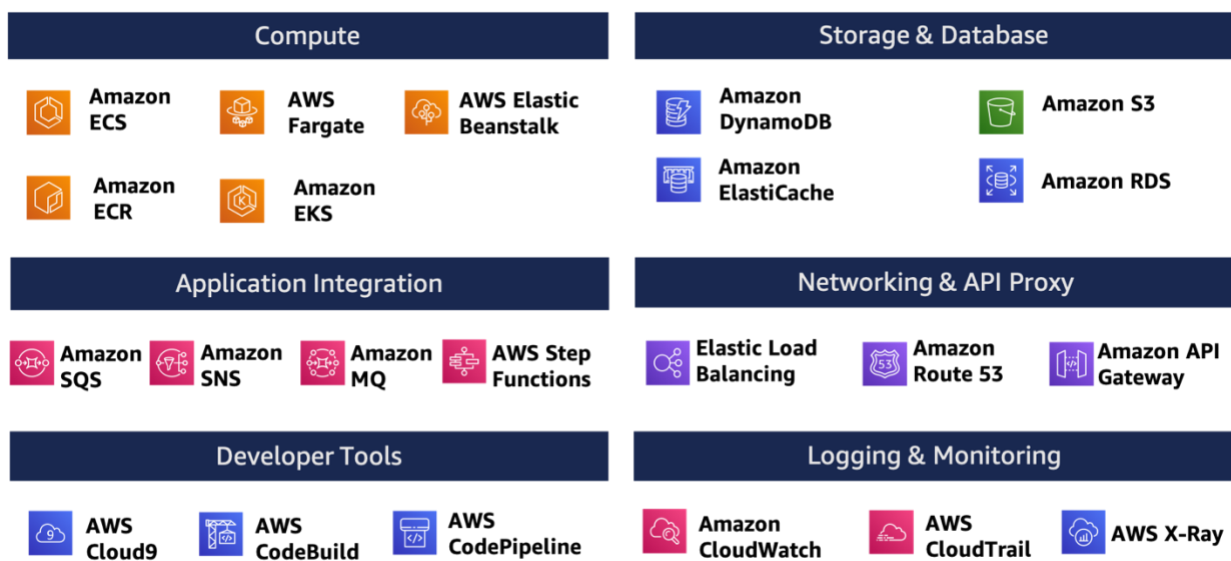 Compute
Amazon
ECS
AWS
Fargate
AWS Elastic
Beanstalk
Amazon
ECR
Amazon
EKS
Storage & Database
Amazon
DynamoDB
Amazon S3
Amazon
ElastiCache
Amazon RDS
Application Integration
Amazon
SQS
Amazon
SNS
Amazon
MQ
AWS Step
Functions
Networking & API Proxy
Elastic Load
Balancing
53
Amazon
Route 53
Amazon API
Gateway
Developer Tools
9
AWS
Cloud9
AWS
CodeBuild
AWS
CodePipeline
Logging & Monitoring
Amazon
CloudWatch
AWS
CloudTrail
AWS X-Ray